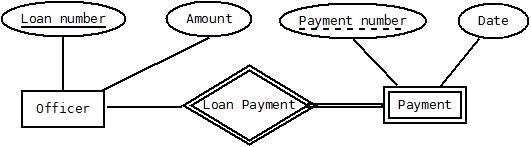 Loan number
Amount
Payment number
Date
Officer
Loan Payment
Payment